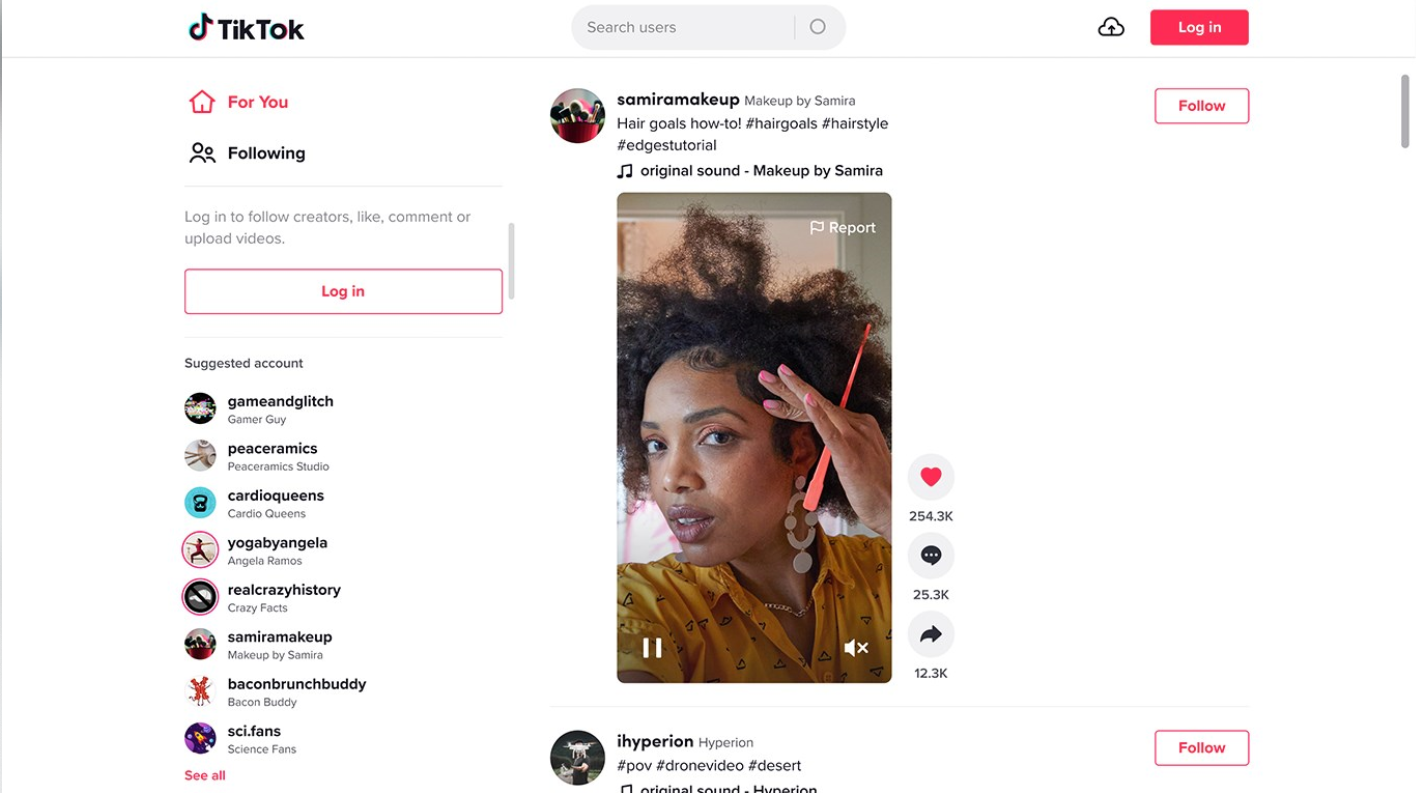 TikTok
Search users
Log in
For You
Following
Log in to follow creators, like, comment or
upload videos.
Log in
Suggested account
gameandglitch
Gamer Guy
peaceramics
Peaceramics Studio
cardioqueens
Cardio Queens
yogabyangela
Angela Ramos
realcrazyhistory
Crazy Facts
samiramakeup
Makeup by Samira
baconbrunchbuddy
Bacon Buddy
sci.fans
Science Fans
See all
samiramakeup Makeup by Samira
Follow
Hair goals how-to! #hairgoals #hairstyle
#edgestutorial
original sound - Makeup by Samira
Report
254.3K
25.3K
12.3K
ihyperion Hyperion
Follow
#pov #dronevideo #desert
original sound - Hyperion